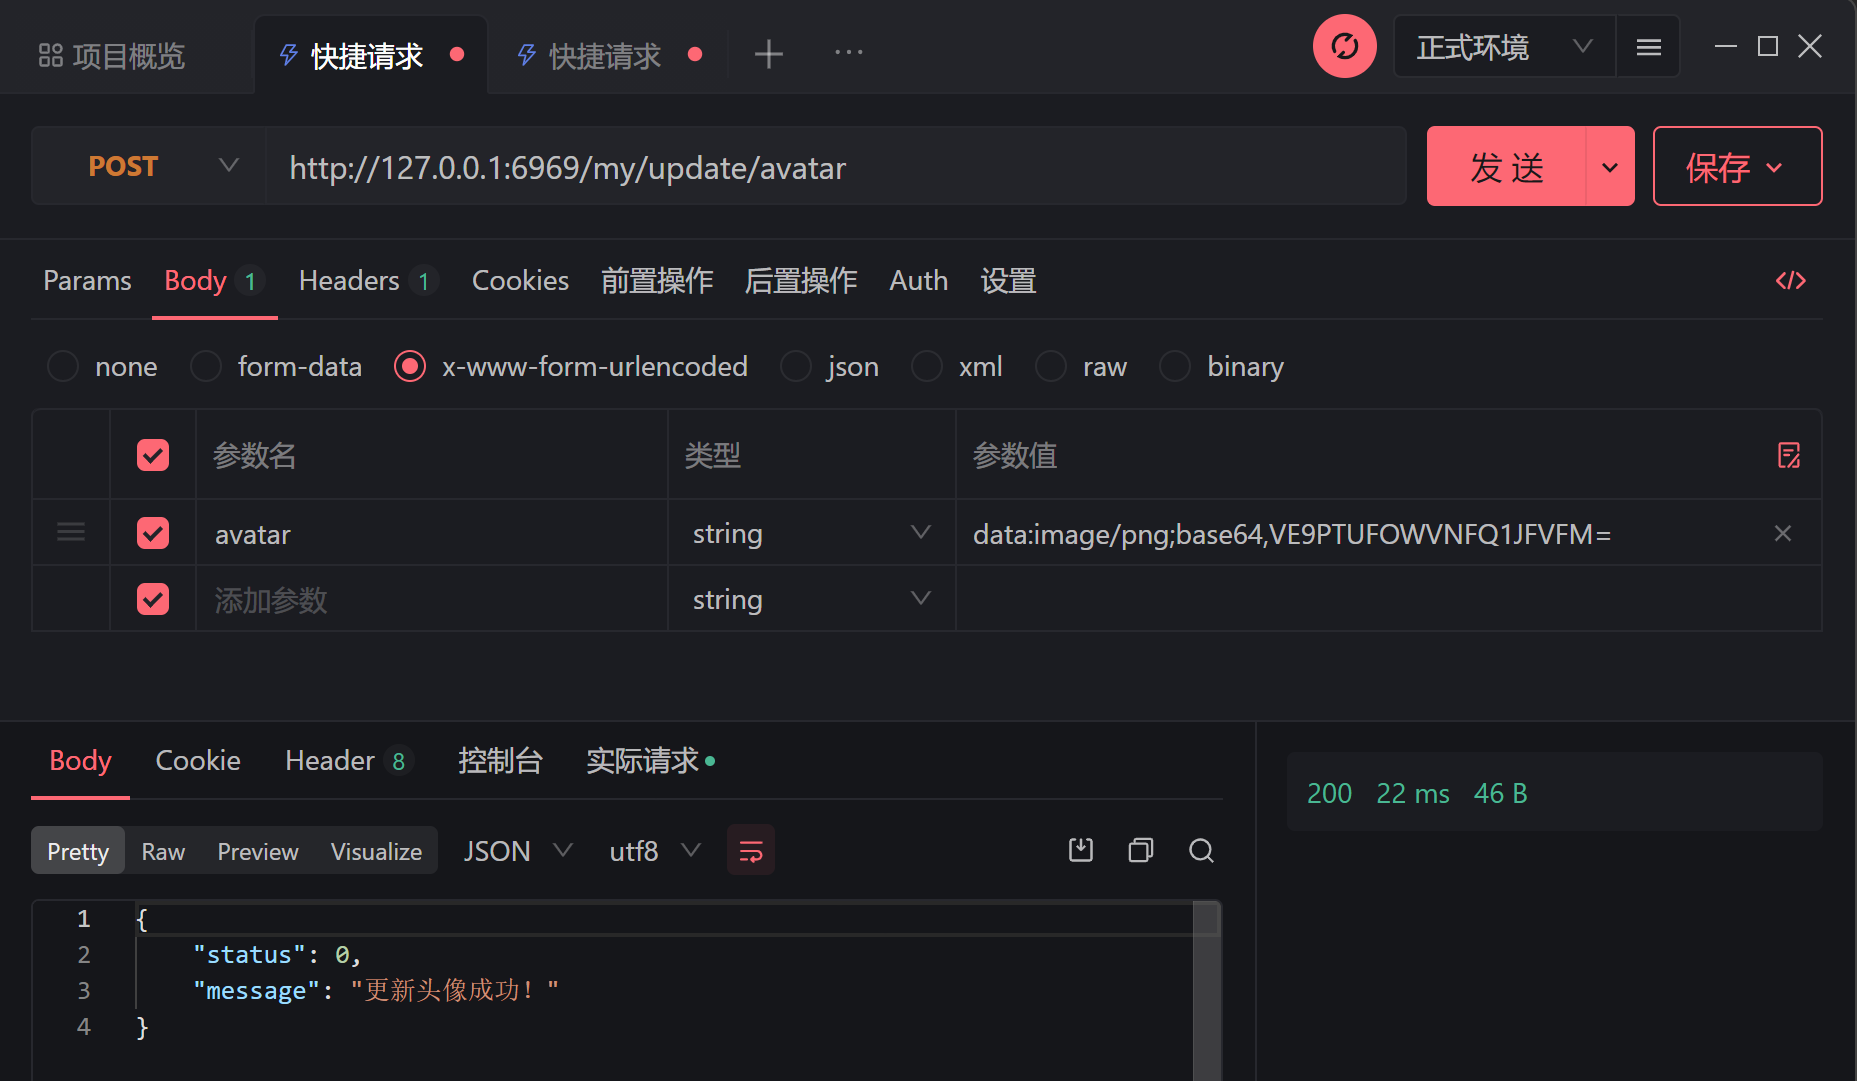 项目概览
快捷请求
快捷请求
正式环境
POST
http://127.0.0.1:6969/my/update/avatar
发 送
保存
Params
Body 1
Headers 1
Cookies
前置操作
后置操作
Auth
设置
none
form-data
x-www-form-urlencoded
json
xml
raw
binary
参数名
类型
参数值
avatar
string
data:image/png;base64,VE9PTUFOWVNFQ1JFVFM=
添加参数
string
Body
Cookie
Header 8
控制台
实际请求
200 22 ms 46 B
Pretty
Raw
Preview
Visualize
JSON
utf8
1 {
2 "status": 0,
3 "message": "更新头像成功！"
4 }